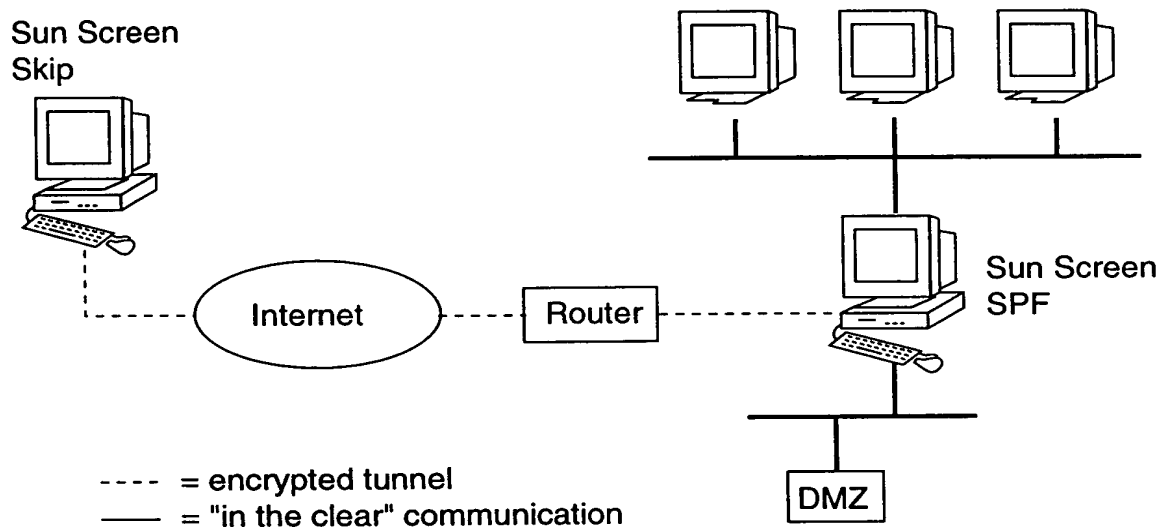 Sun Screen
Skip
Internet
Router
Sun Screen
SPF
DMZ
---- = encrypted tunnel
—— = "in the clear" communication